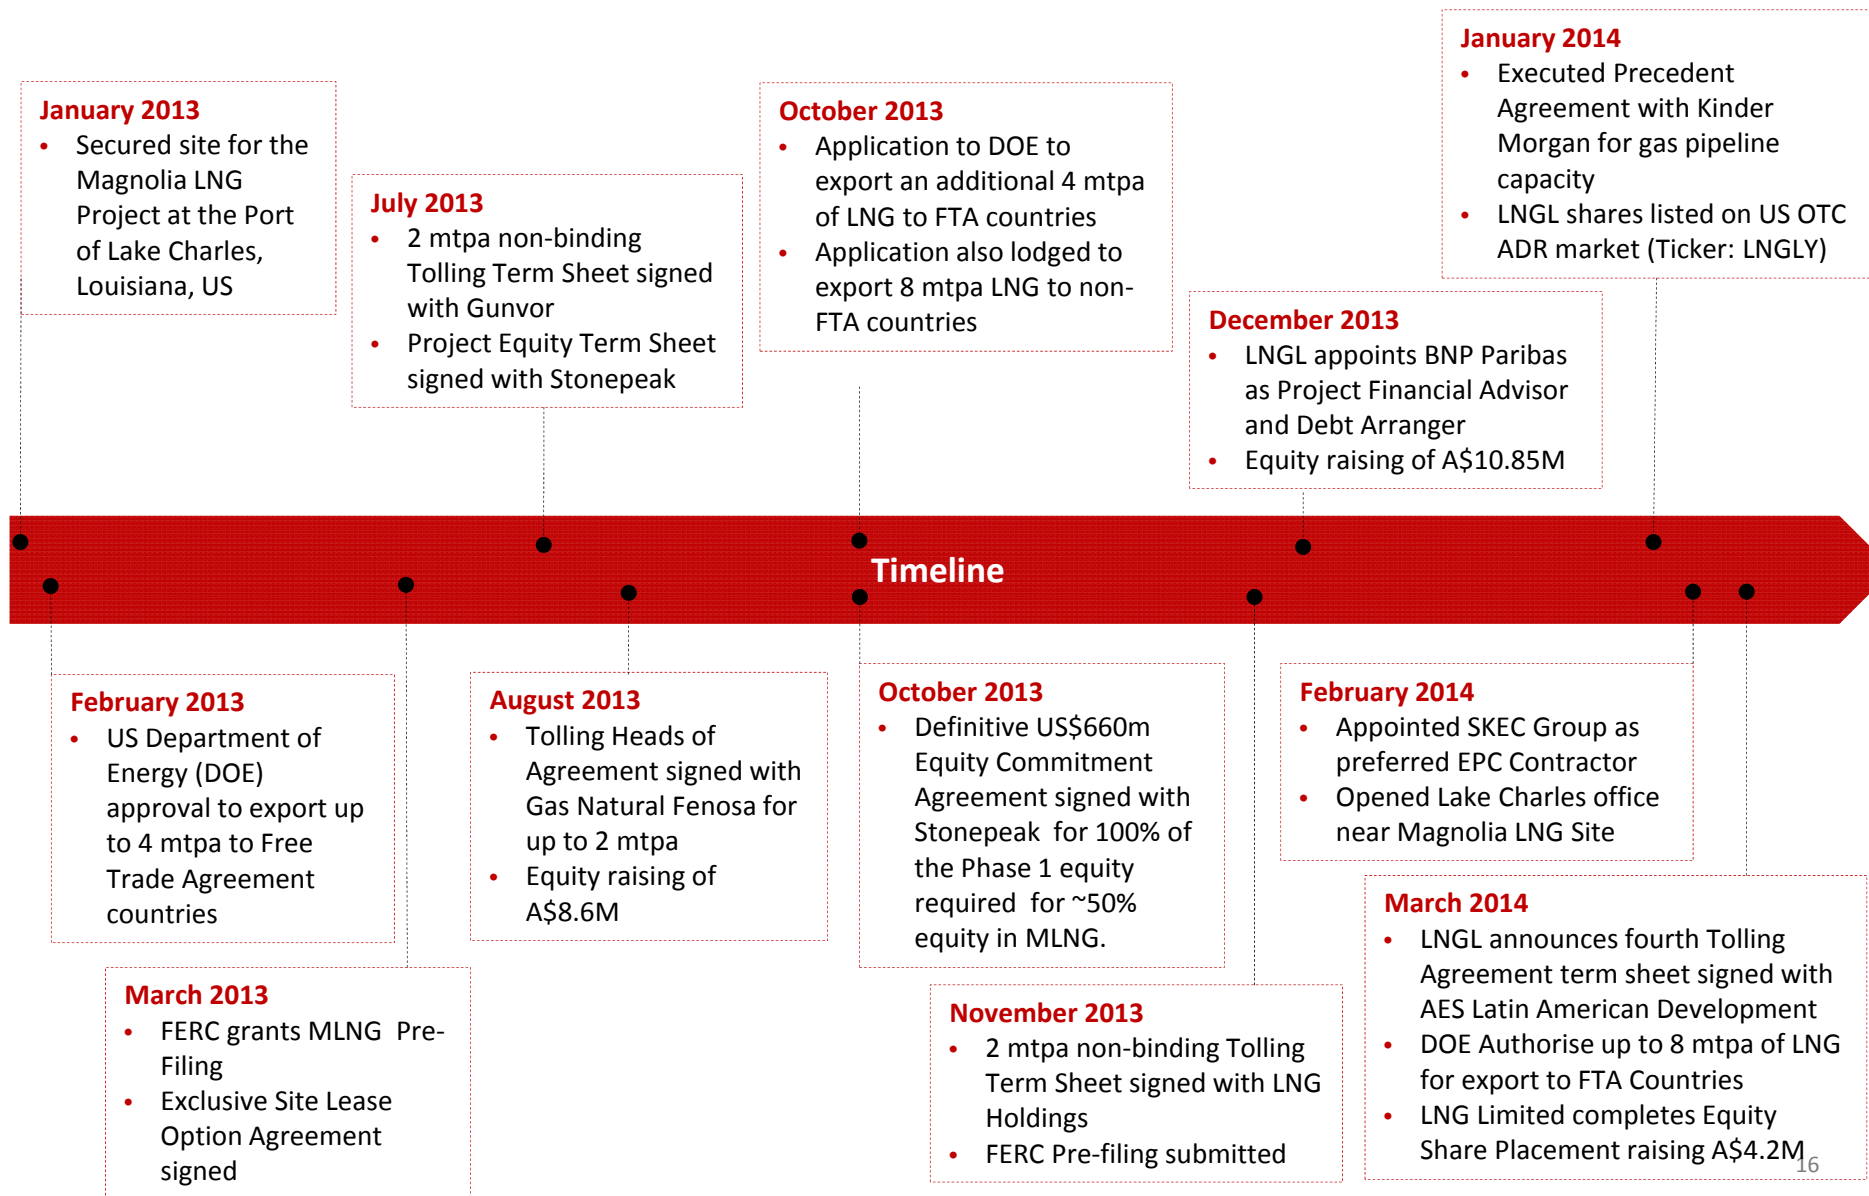 January 2013
• Secured site for the
Magnolia LNG
Project at the Port
of Lake Charles,
Louisiana, US
July 2013
• 2 mtpa non-binding
Tolling Term Sheet signed
with Gunvor
• Project Equity Term Sheet
signed with Stonepeak
October 2013
• Application to DOE to
export an additional 4 mtpa
of LNG to FTA countries
• Application also lodged to
export 8 mtpa LNG to non-
FTA countries
December 2013
• LNGL appoints BNP Paribas
as Project Financial Advisor
and Debt Arranger
• Equity raising of A$10.85M
January 2014
• Executed Precedent
Agreement with Kinder
Morgan for gas pipeline
capacity
• LNGL shares listed on US OTC
ADR market (Ticker: LNGLY)
Timeline
February 2013
• US Department of
Energy (DOE)
approval to export up
to 4 mtpa to Free
Trade Agreement
countries
March 2013
• FERC grants MLNG Pre-
Filing
• Exclusive Site Lease
Option Agreement
signed
August 2013
• Tolling Heads of
Agreement signed with
Gas Natural Fenosa for
up to 2 mtpa
• Equity raising of
A$8.6M
October 2013
• Definitive US$660m
Equity Commitment
Agreement signed with
Stonepeak for 100% of
the Phase 1 equity
required for ~50%
equity in MLNG.
November 2013
• 2 mtpa non-binding Tolling
Term Sheet signed with LNG
Holdings
• FERC Pre-filing submitted
February 2014
• Appointed SKEC Group as
preferred EPC Contractor
• Opened Lake Charles office
near Magnolia LNG Site
March 2014
• LNGL announces fourth Tolling
Agreement term sheet signed with
AES Latin American Development
• DOE Authorise up to 8 mtpa of LNG
for export to FTA Countries
• LNG Limited completes Equity
Share Placement raising A$4.2M
16